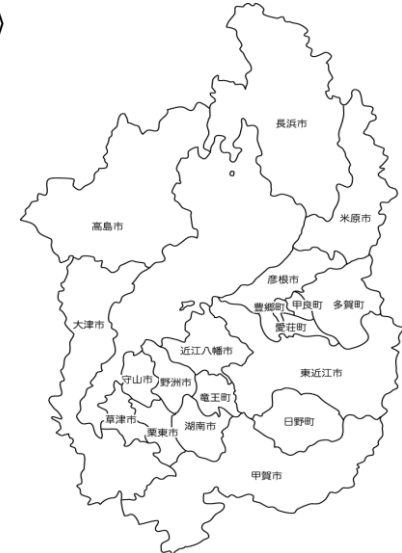 長浜市
米原市
高島市
彦根市
豊郷町
甲良町
多賀町
愛荘町
大津市
近江八幡市
東近江市
守山市
野洲市
竜王町
草津市
栗東市
湖南市
日野町
甲賀市